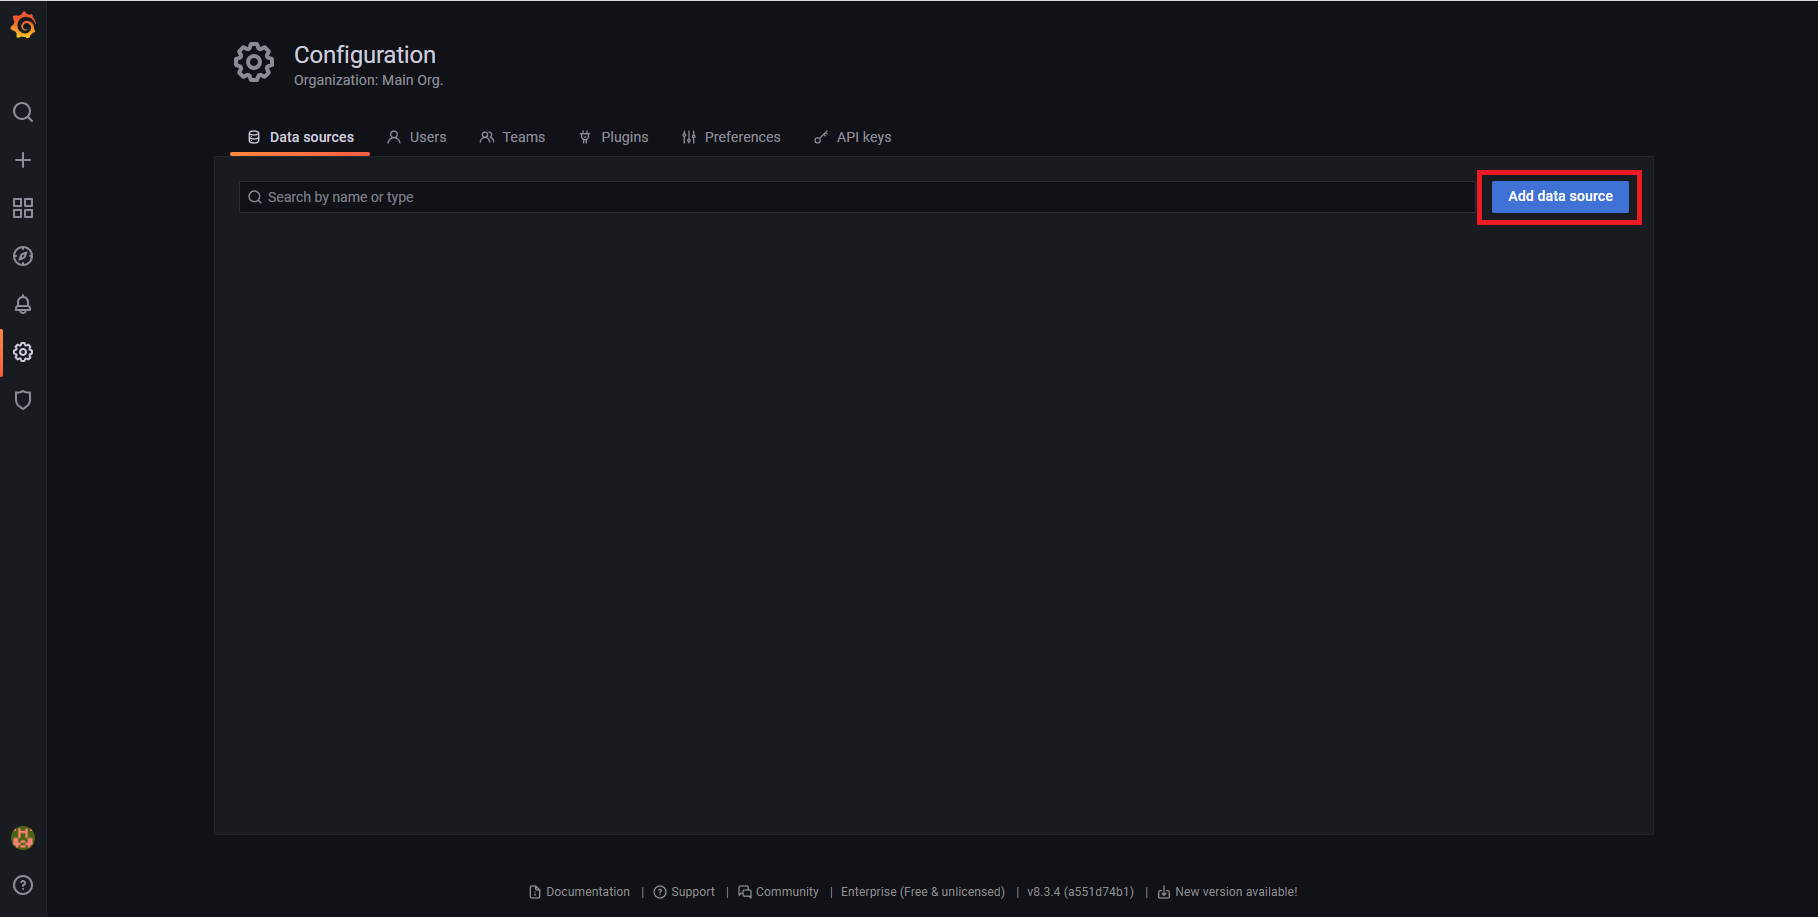 Configuration
Organization: Main Org.
Data sources Users Teams Plugins Preferences API keys
Search by name or type Add data source
Documentation | Support | Community | Enterprise (Free & unlicensed) | v8.3.4 (a551d74b1) | New version available!